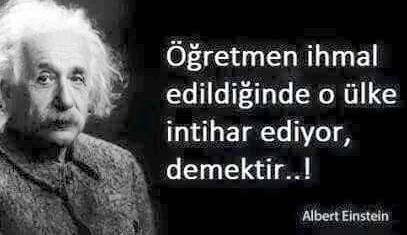 Öğretmen ihmal
edildiğinde o ülke
intihar ediyor,
demektir..!
Albert Einstein